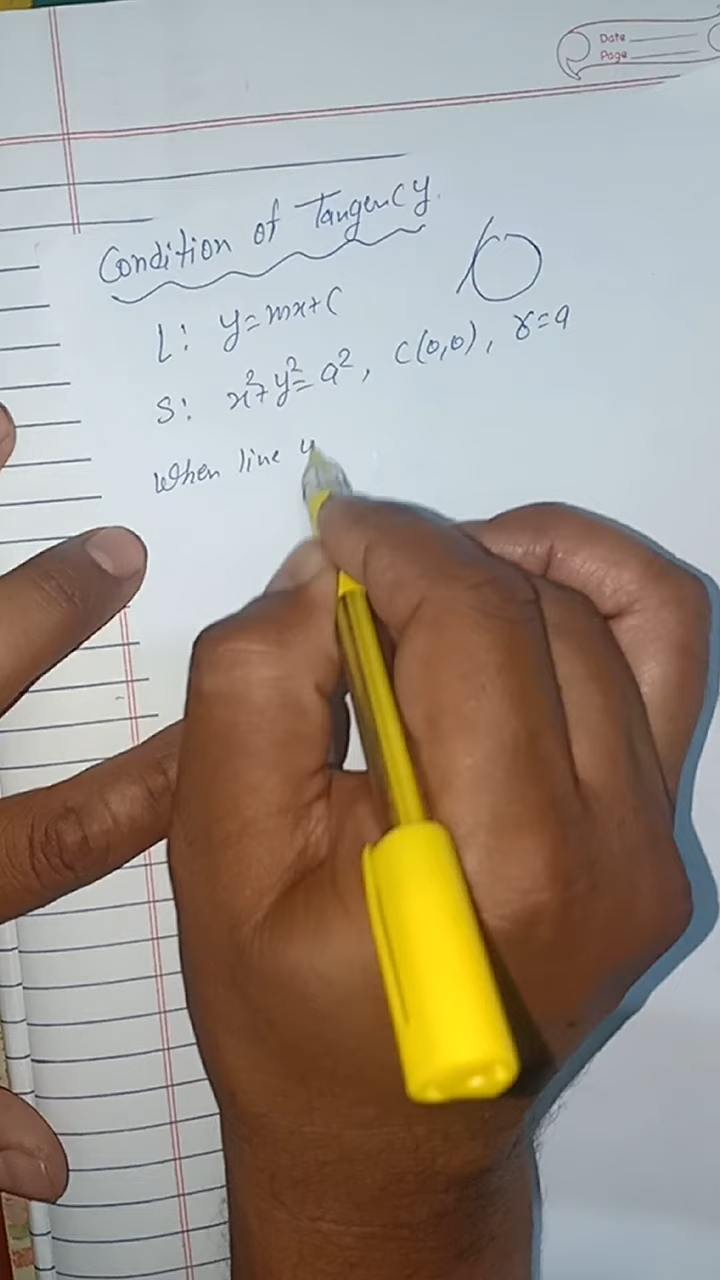 Date
Page
Condition of Tangency.
L: y=mx+c
S: x²+y²=a², C(0,0), r=a
When line y